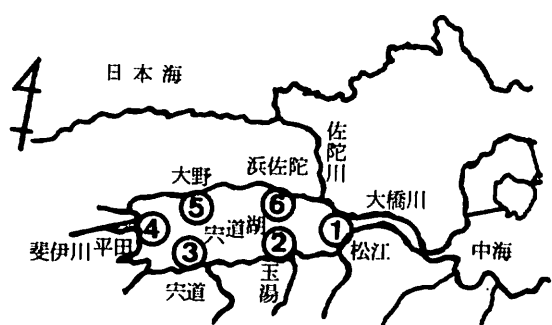 日本海
佐陀川
浜佐陀
大野
大橋川
⑥
⑤
宍道湖
④
①
斐伊川
平田
③
②
松江
中海
玉湯
宍道